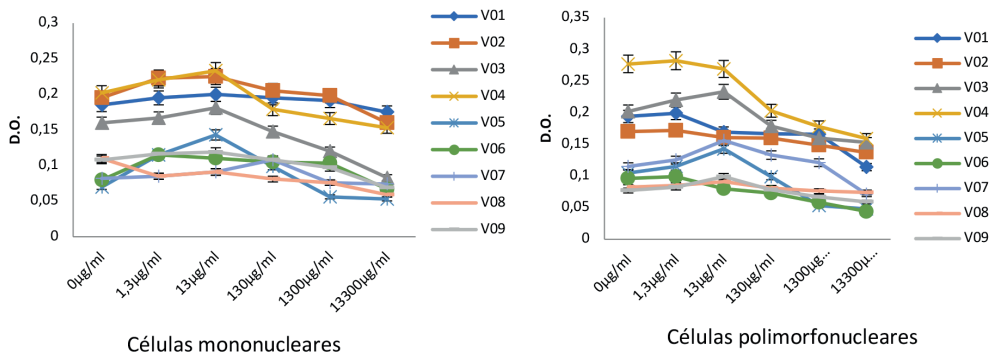 0,3
0,25
0,2
0,15
0,1
0,05
0
D.O.
0µg/ml
1,3µg/ml
13µg/ml
130µg/ml
1300µg/ml
13300µg/ml
Células mononucleares
V01
V02
V03
V04
V05
V06
V07
V08
V09
0,35
0,3
0,25
0,2
0,15
0,1
0,05
0
D.O.
0µg/ml
1,3µg/ml
13µg/ml
130µg/ml
1300µg...
13300µ...
Células polimorfonucleares
V01
V02
V03
V04
V05
V06
V07
V08
V09